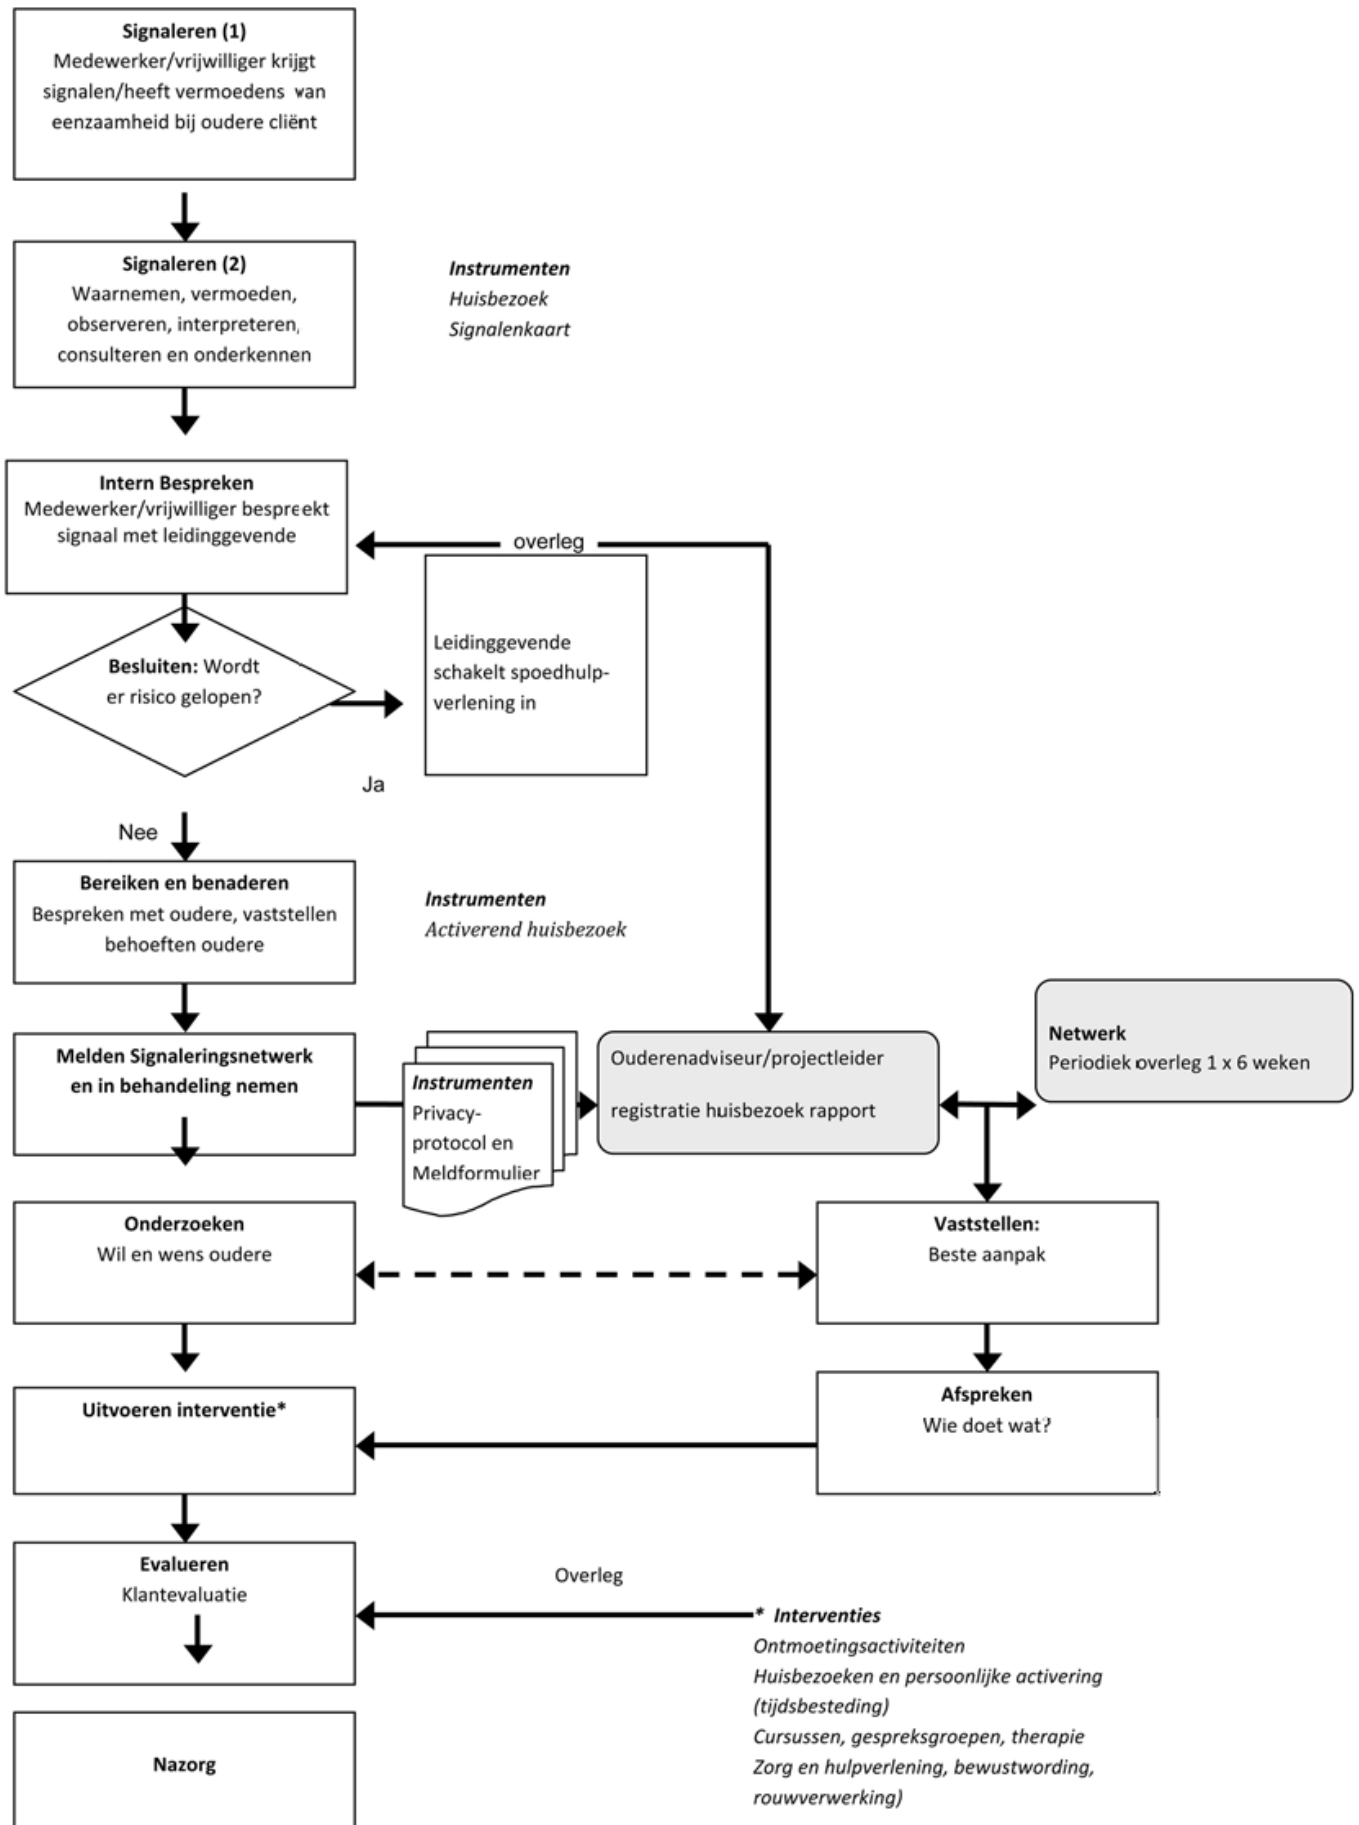 Signaleren (1)
Medewerker/vrijwilliger krijgt
signalen/heeft vermoedens van
eenzaamheid bij oudere cliënt
Signaleren (2)
Waarnemen, vermoeden,
observeren, interpreteren,
consulteren en onderkennen
Instrumenten
Huisbezoek
Signalenkaart
Intern Bespreken
Medewerker/vrijwilliger bespreekt
signaal met leidinggevende
overleg
Leidinggevende
schakelt spoedhulp-
verlening in
Besluiten: Wordt
er risico gelopen?
Ja
Nee
Bereiken en benaderen
Bespreken met oudere, vaststellen
behoeften oudere
Instrumenten
Activerend huisbezoek
Melden Signaleringsnetwerk
en in behandeling nemen
Instrumenten
Privacy-
protocol en
Meldformulier
Ouderenadviseur/projectleider
registratie huisbezoek rapport
Netwerk
Periodiek overleg 1 x 6 weken
Onderzoeken
Wil en wens oudere
Vaststellen:
Beste aanpak
Uitvoeren interventie*
Afspreken
Wie doet wat?
Evalueren
Klantevaluatie
Overleg
* Interventies
Ontmoetingsactiviteiten
Huisbezoeken en persoonlijke activering
(tijdsbesteding)
Cursussen, gespreksgroepen, therapie
Zorg en hulpverlening, bewustwording,
rouwverwerking)
Nazorg